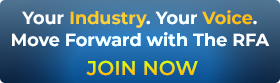 Your Industry. Your Voice.
Move Forward with The RFA
JOIN NOW